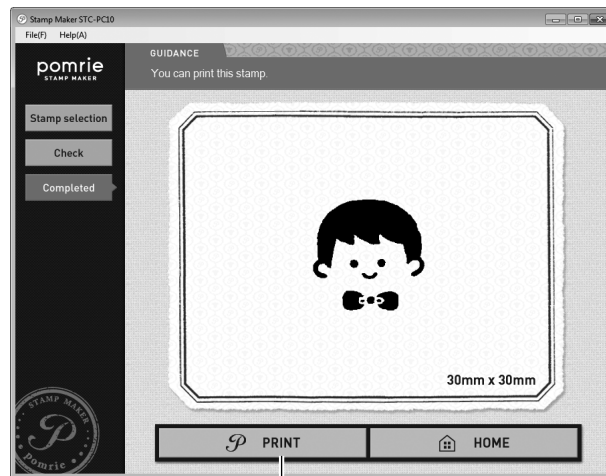 Stamp Maker STC-PC10
File(F) Help(A)
pomrie
STAMP MAKER
GUIDANCE
You can print this stamp.
Stamp selection
Check
Completed
30mm x 30mm
STAMP MAKER
P
Pomrie
P PRINT
HOME